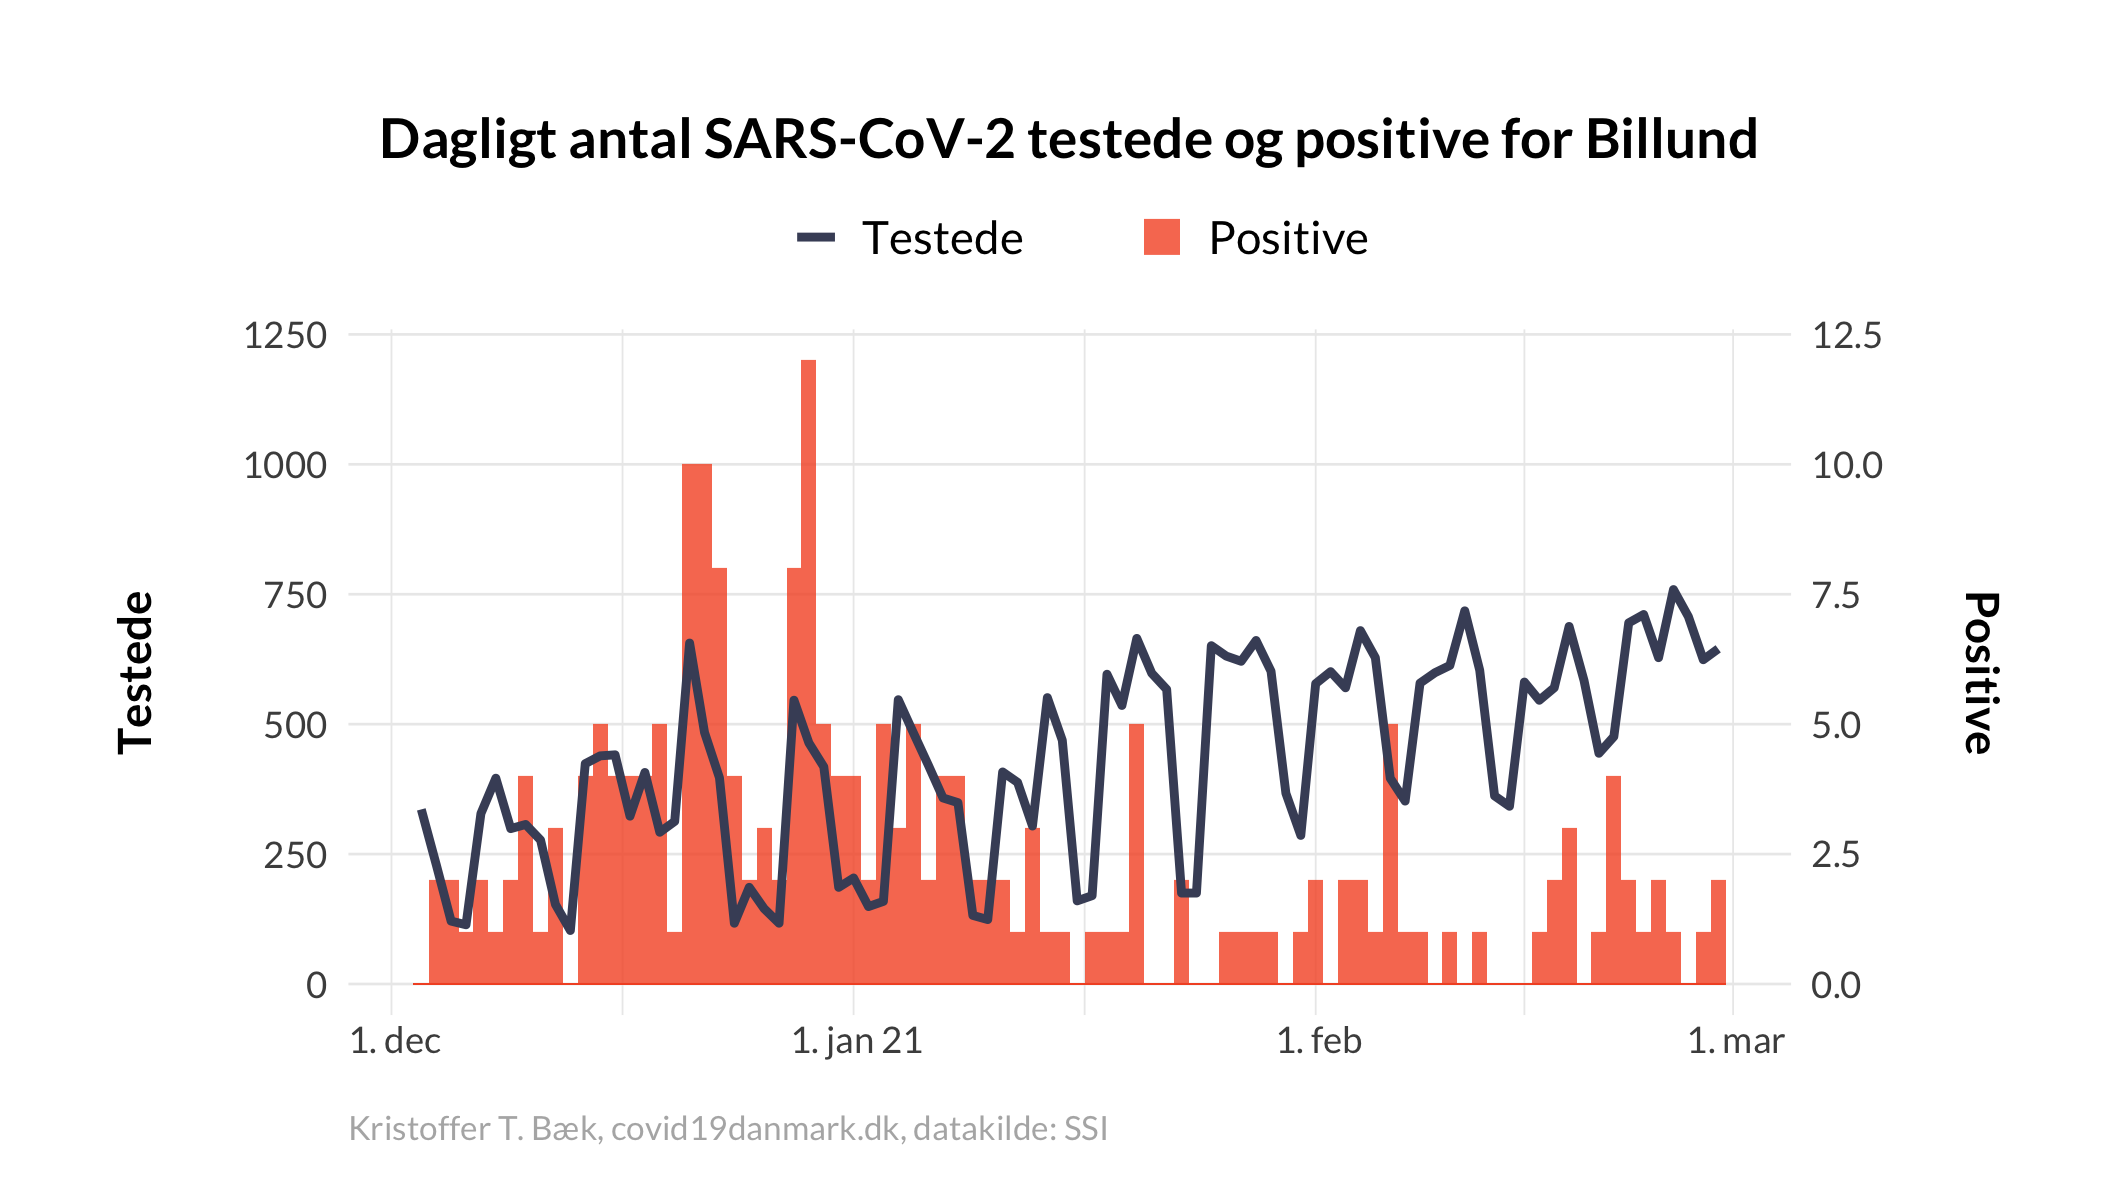 Dagligt antal SARS-CoV-2 testede og positive for Billund
Testede
Positive
1250
1000
750
500
250
0
Testede
12.5
10.0
7.5
5.0
2.5
0.0
Positive
1. dec
1. jan 21
1. feb
1. mar
Kristoffer T. Bæk, covid19danmark.dk, datakilde: SSI